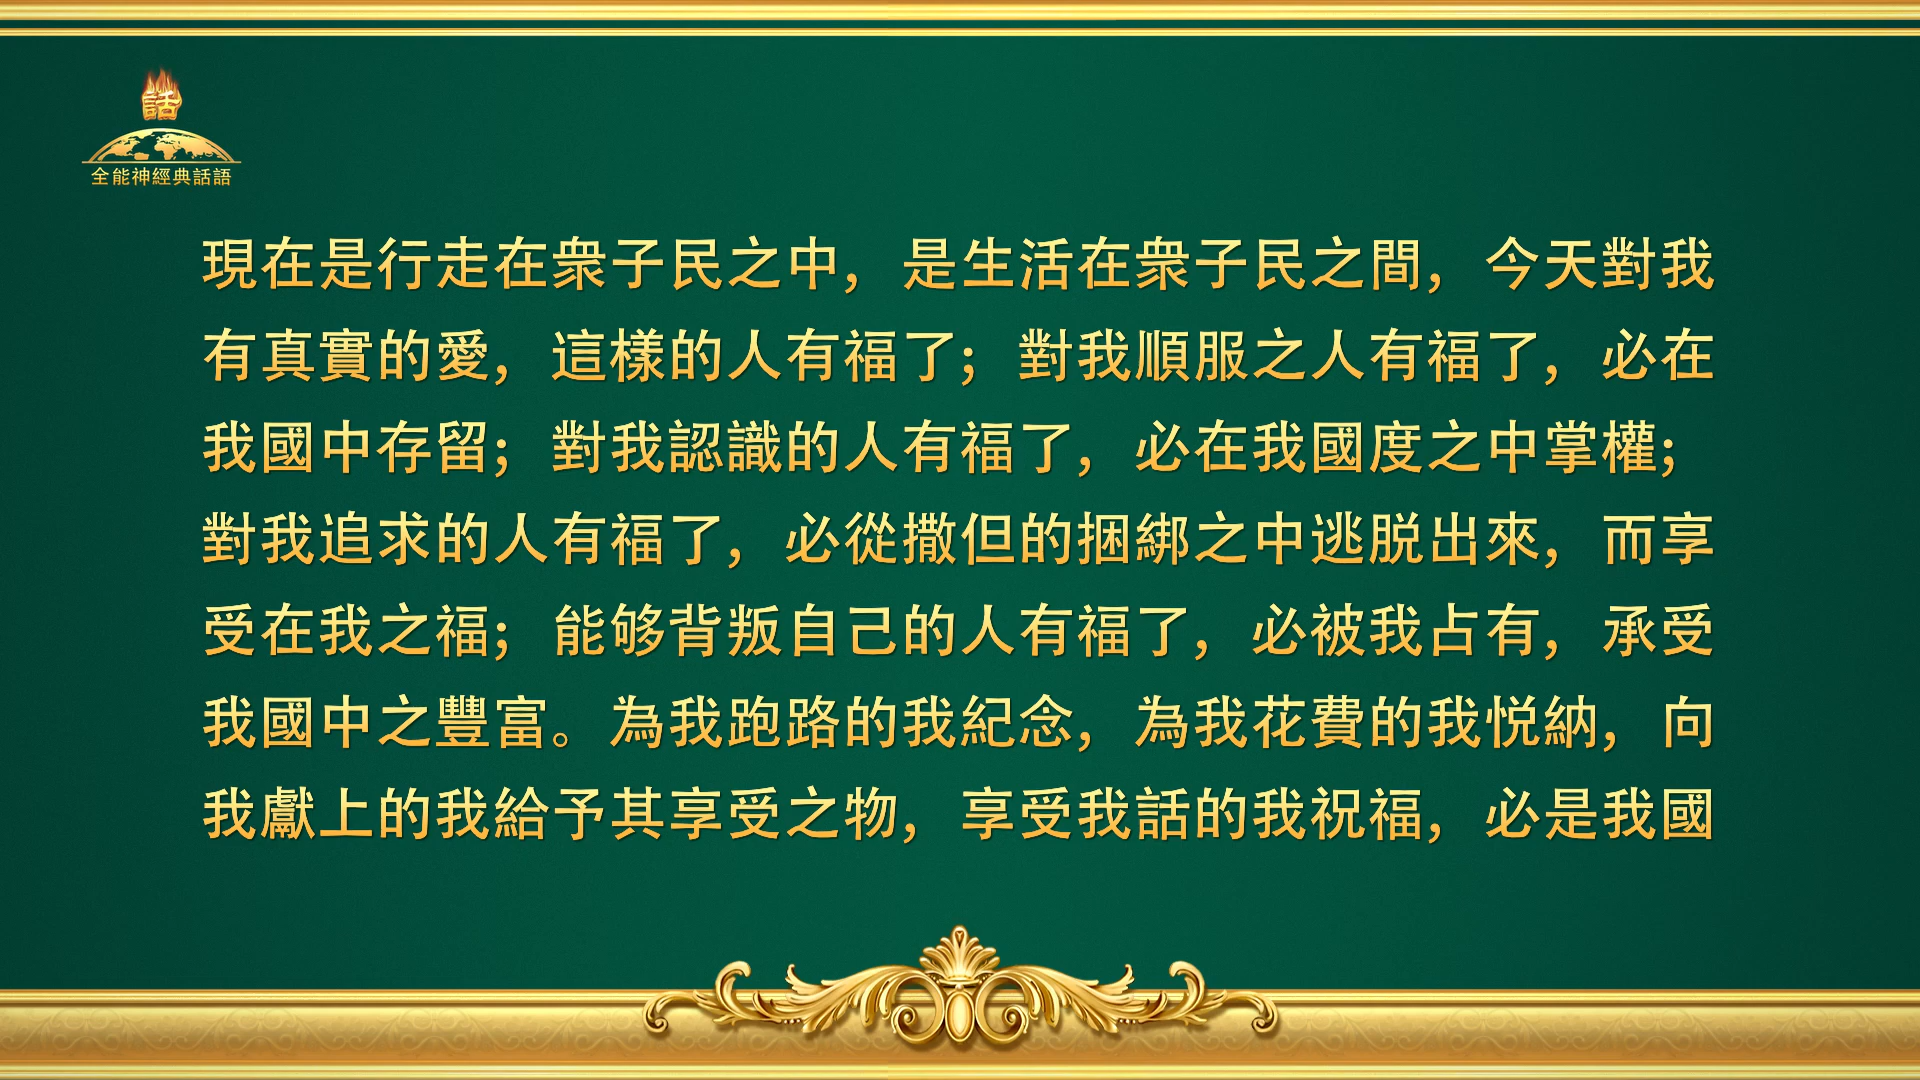 話
全能神經典話語
現在是行走在衆子民之中，是生活在衆子民之間，今天對我
有真實的愛，這樣的人有福了；對我順服之人有福了，必在
我國中存留；對我認識的人有福了，必在我國度之中掌權；
對我追求的人有福了，必從撒但的捆綁之中逃脱出來，而享
受在我之福；能够背叛自己的人有福了，必被我占有，承受
我國中之豐富。為我跑路的我紀念，為我花費的我悦納，向
我獻上的我給予其享受之物，享受我話的我祝福，必是我國